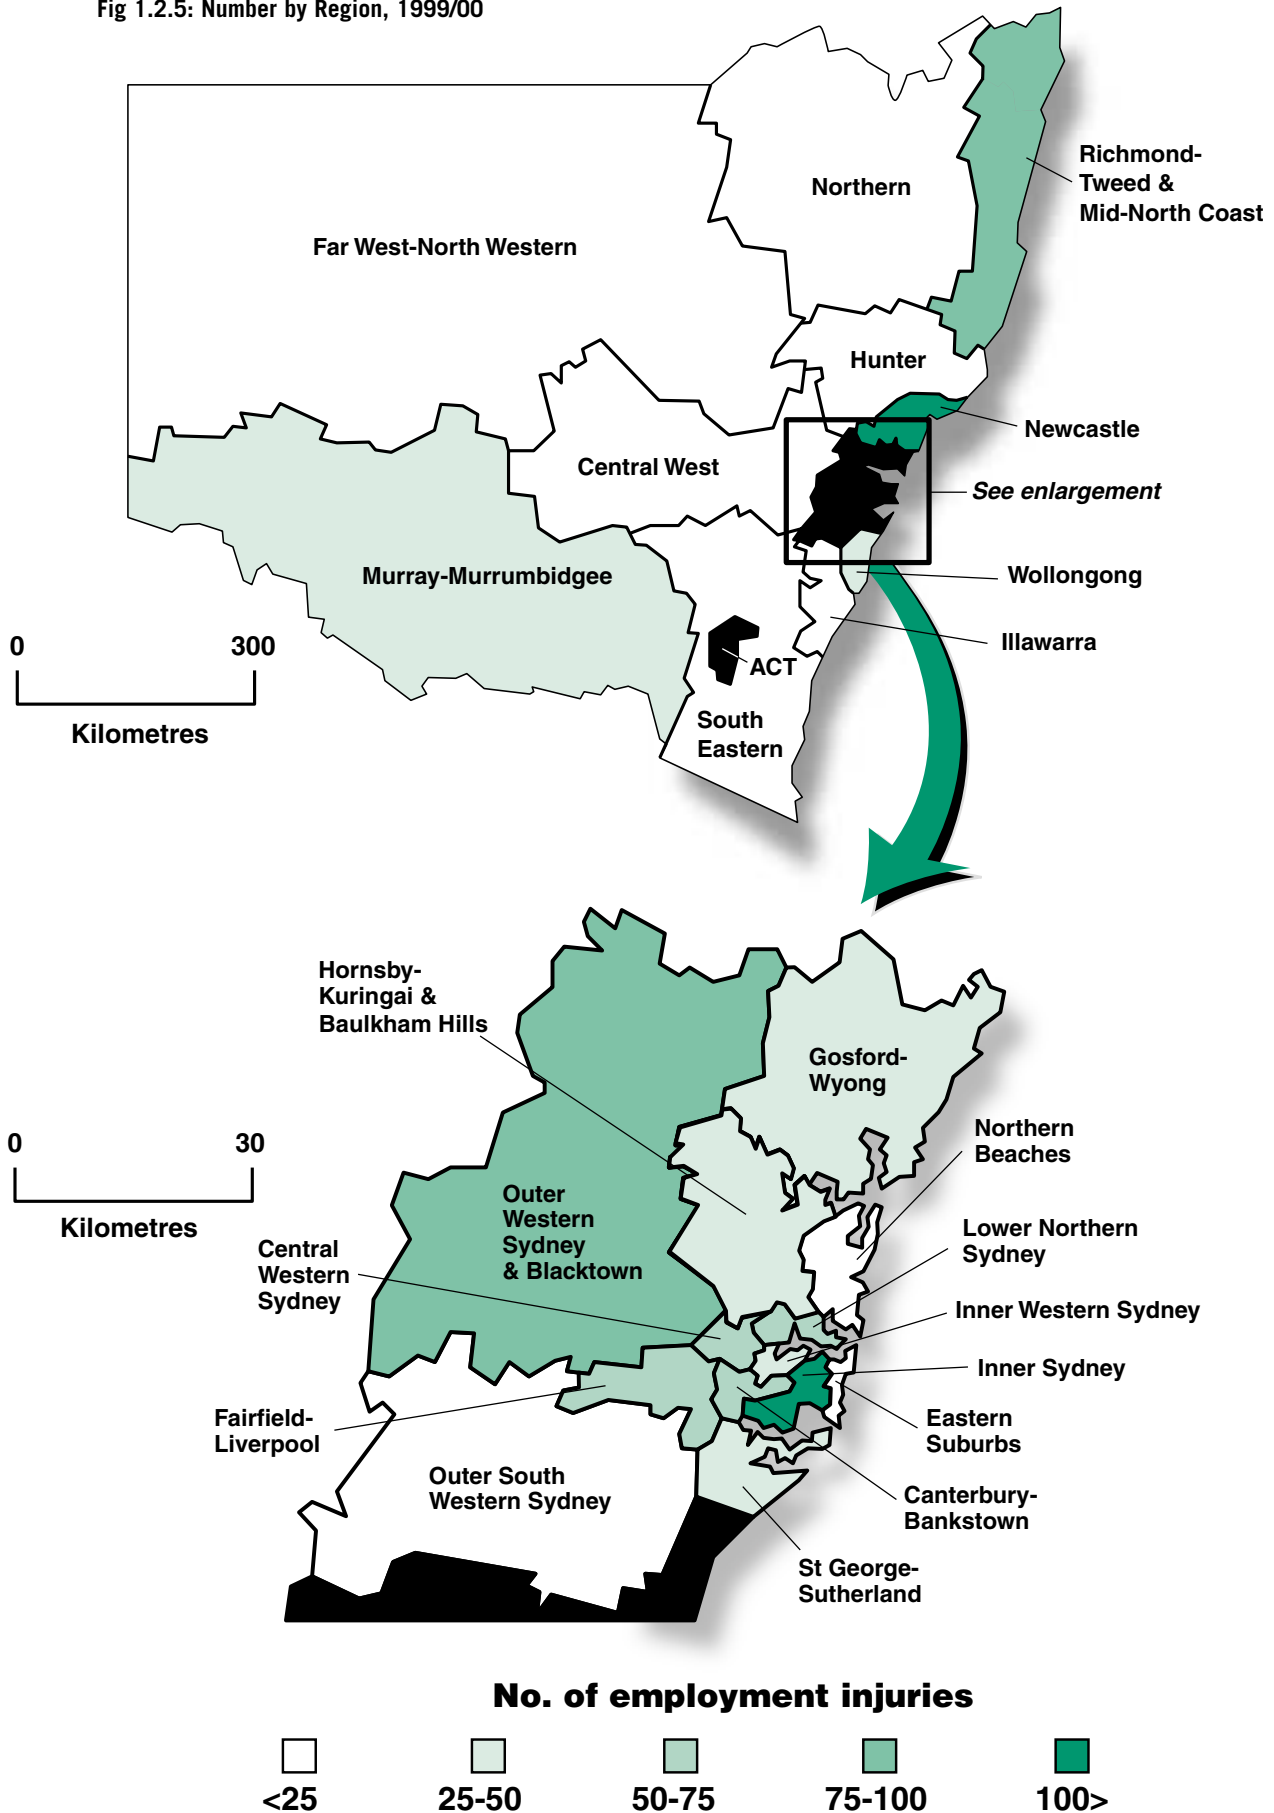 Fig 1.2.5: Number by Region, 1999/00
Richmond-
Tweed &
Mid-North Coast
Northern
Far West-North Western
Hunter
Newcastle
Central West
See enlargement
Murray-Murrumbidgee
Wollongong
Illawarra
0 300
Kilometres
ACT
South
Eastern
Hornsby-
Kuringai &
Baulkham Hills
Gosford-
Wyong
0 30
Kilometres
Northern
Beaches
Outer
Western
Sydney
& Blacktown
Central
Western
Sydney
Lower Northern
Sydney
Inner Western Sydney
Inner Sydney
Fairfield-
Liverpool
Eastern
Suburbs
Outer South
Western Sydney
Canterbury-
Bankstown
St George-
Sutherland
No. of employment injuries
<25 25-50 50-75 75-100 100>